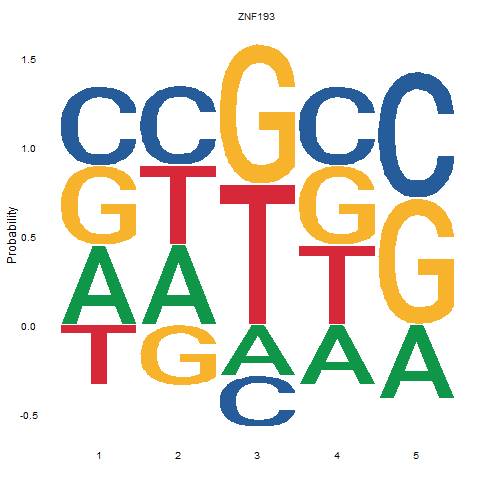 ZNF193
1.5
1.0
0.5
0.0
-0.5
Probability
C C G C C
G T T G G
A A A T A
T G C A
1 2 3 4 5